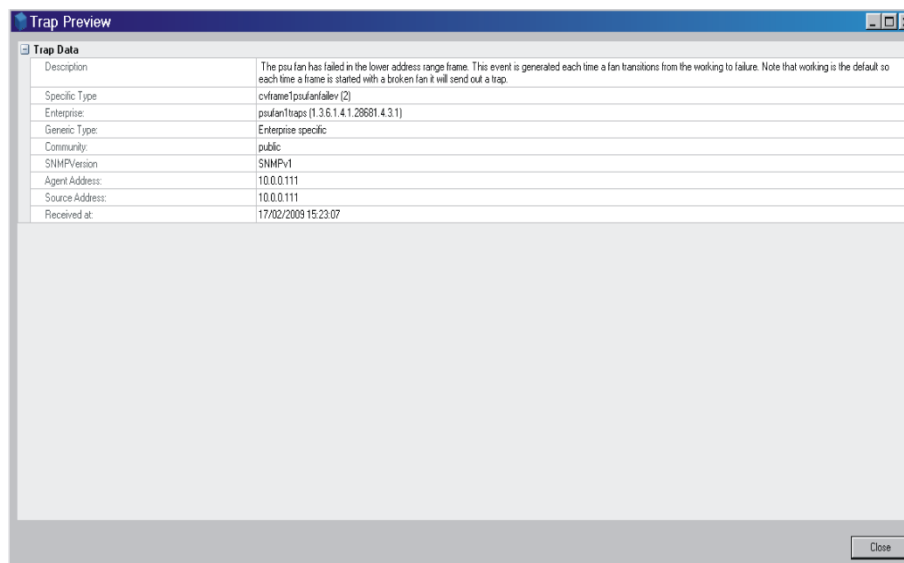 Trap Preview
Trap Data
Description
The psu fan has failed in the lower address range frame. This event is generated each time a fan transitions from the working to failure. Note that working is the default so
each time a frame is started with a broken fan it will send out a trap.
Specific Type
cvframe1psufanfailev (2)
Enterprise:
psufan1traps (1.3.6.1.4.1.28681.4.3.1)
Generic Type:
Enterprise specific
Community:
public
SNMPVersion
SNMPv1
Agent Address:
10.0.0.111
Source Address:
10.0.0.111
Received at:
17/02/2009 15:23:07
Close